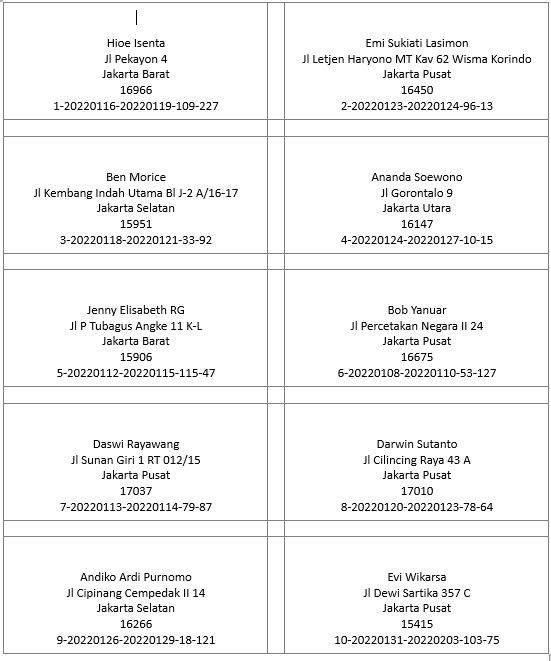 Hioe Isenta
Jl Pekayon 4
Jakarta Barat
16966
1-20220116-20220119-109-227
Emi Sukiati Lasimon
Jl Letjen Haryono MT Kav 62 Wisma Korindo
Jakarta Pusat
16450
2-20220123-20220124-96-13
Ben Morice
Jl Kembang Indah Utama Bl J-2 A/16-17
Jakarta Selatan
15951
3-20220118-20220121-33-92
Ananda Soewono
Jl Gorontalo 9
Jakarta Utara
16147
4-20220124-20220127-10-15
Jenny Elisabeth RG
Jl P Tubagus Angke 11 K-L
Jakarta Barat
15906
5-20220112-20220115-115-47
Bob Yanuar
Jl Percetakan Negara II 24
Jakarta Pusat
16675
6-20220108-20220110-53-127
Daswi Rayawang
Jl Sunan Giri 1 RT 012/15
Jakarta Pusat
17037
7-20220113-20220114-79-87
Darwin Sutanto
Jl Cilincing Raya 43 A
Jakarta Pusat
17010
8-20220120-20220123-78-64
Andiko Ardi Purnomo
Jl Cipinang Cempedak II 14
Jakarta Selatan
16266
9-20220126-20220129-18-121
Evi Wikarsa
Jl Dewi Sartika 357 C
Jakarta Pusat
15415
10-20220131-20220203-103-75